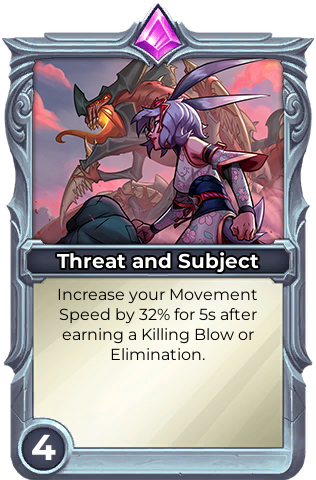 Threat and Subject
Increase your Movement
Speed by 32% for 5s after
earning a Killing Blow or
Elimination.
4